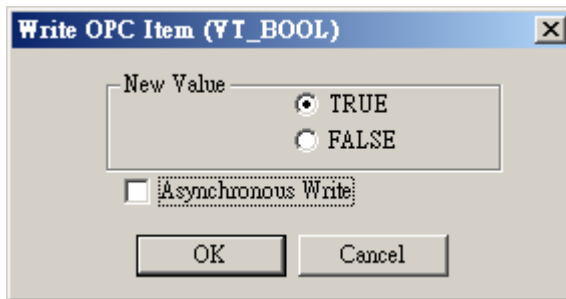 Write OPC Item (VT_BOOL)
New Value
TRUE
FALSE
Asynchronous Write
OK
Cancel